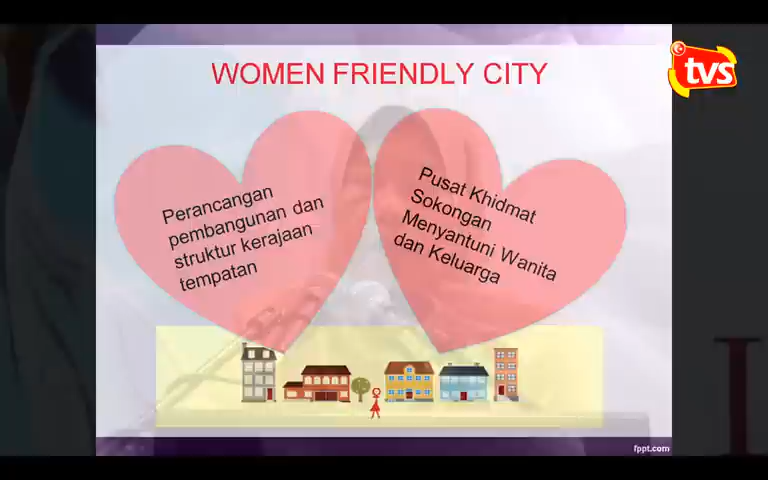 tvs
WOMEN FRIENDLY CITY
Perancangan
pembangunan dan
struktur kerajaan
tempatan
Pusat Khidmat
Sokongan
Menyantuni Wanita
dan Keluarga
fppt.com